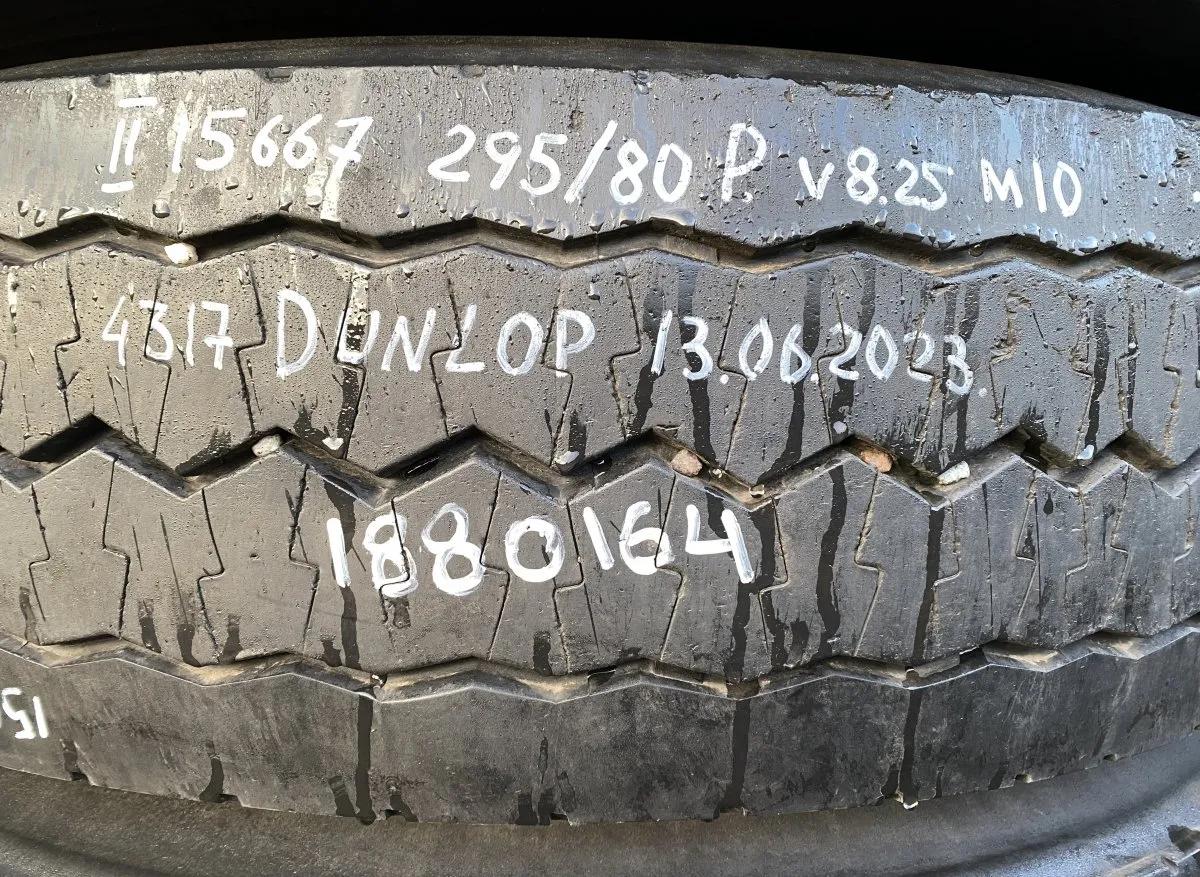 II 15667 295/80 P. V8.25 M10
4317 DUNLOP 13.06.2023.
1880164